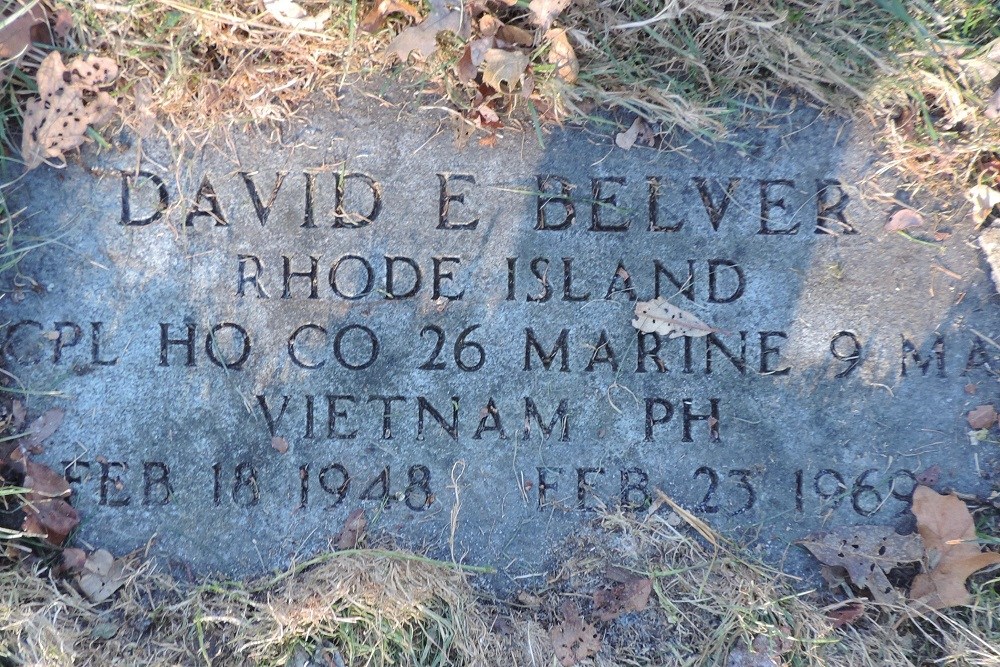 DAVID E BELVER
RHODE ISLAND
CPL HQ CO 26 MARINE 9 MA
VIETNAM PH
FEB 18 1948 FEB 23 1969